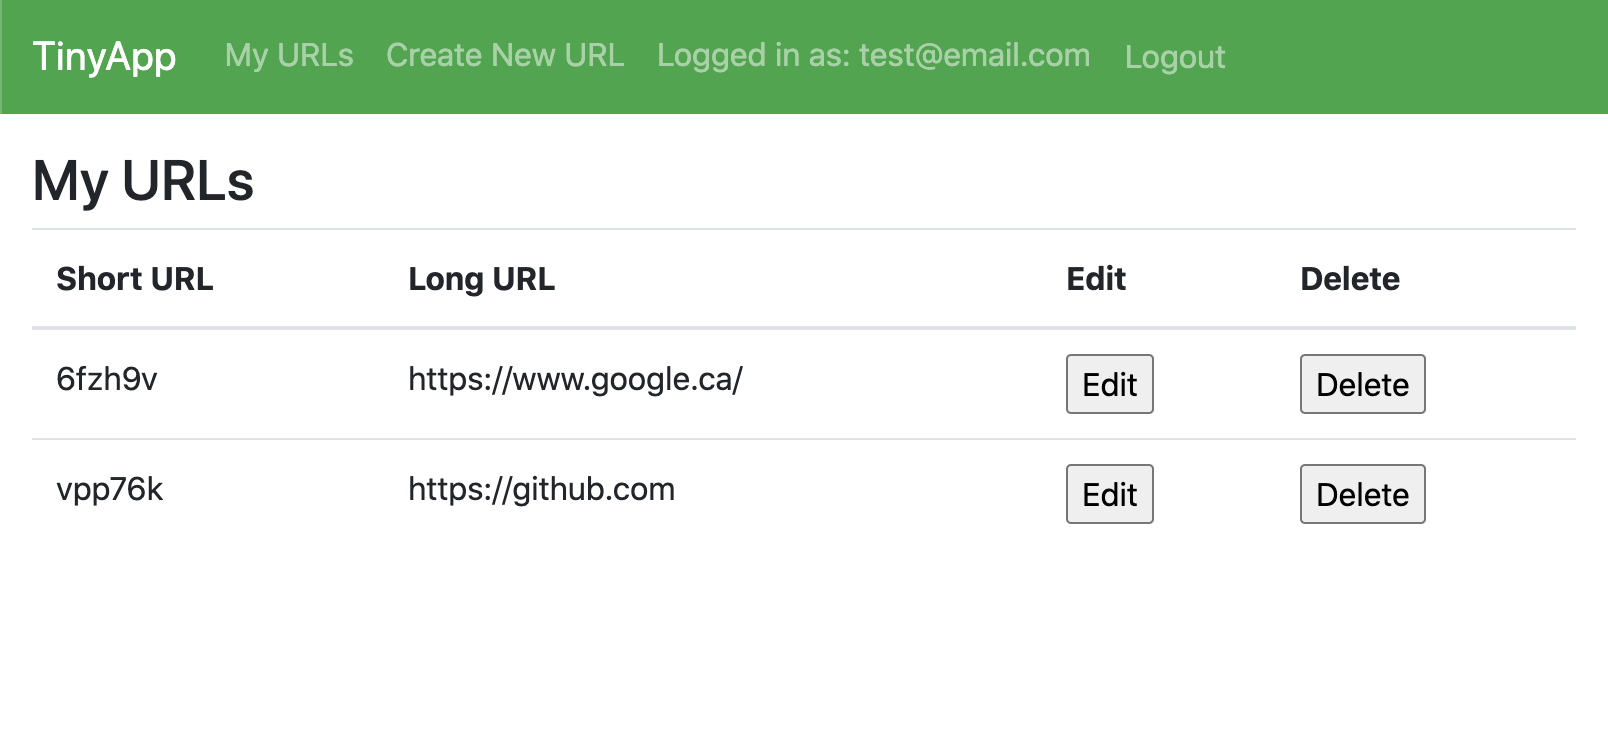 TinyApp My URLs Create New URL Logged in as: test@email.com Logout
My URLs
Short URL Long URL Edit Delete
6fzh9v https://www.google.ca/ Edit Delete
vpp76k https://github.com Edit Delete